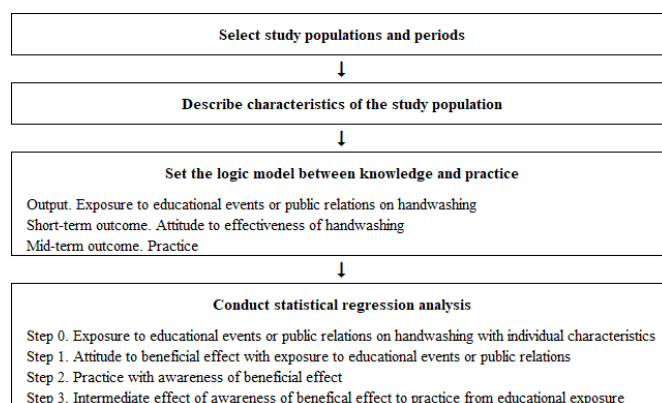 Select study populations and periods
↓
Describe characteristics of the study population
↓
Set the logic model between knowledge and practice
Output. Exposure to educational events or public relations on handwashing
Short-term outcome. Attitude to effectiveness of handwashing
Mid-term outcome. Practice
↓
Conduct statistical regression analysis
Step 0. Exposure to educational events or public relations on handwashing with individual characteristics
Step 1. Attitude to beneficial effect with exposure to educational events or public relations
Step 2. Practice with awareness of beneficial effect
Step 3. Intermediate effect of awareness of benefical effect to practice from educational exposure